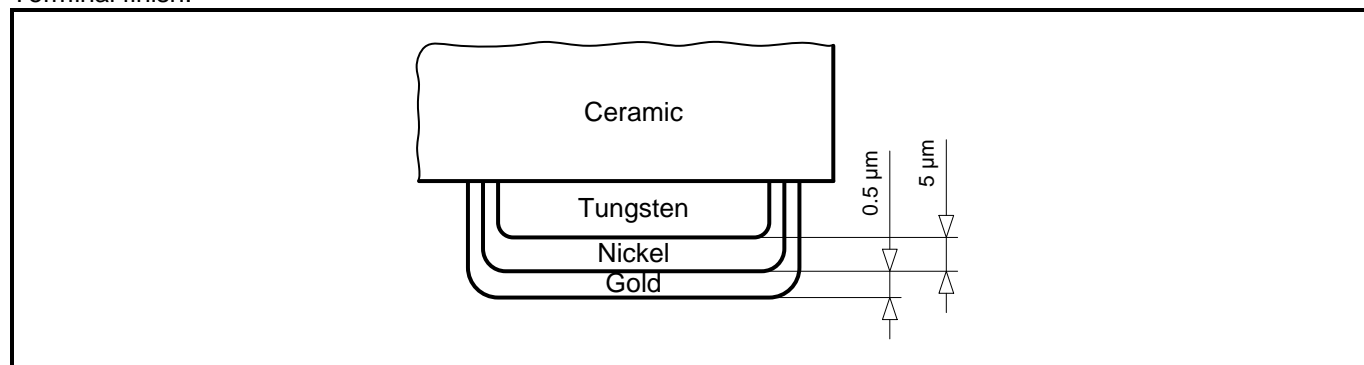 Terminal finish:
Ceramic
Tungsten
Nickel
Gold
0.5 µm
5 µm